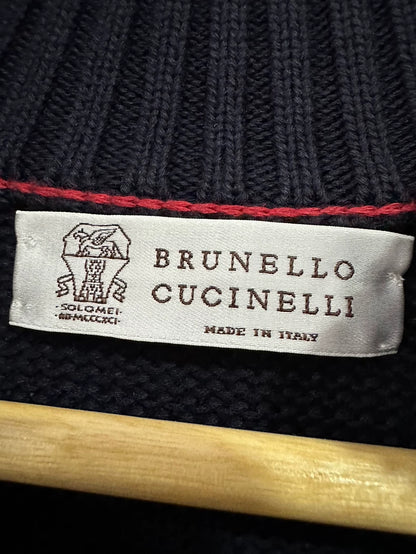 BRUNELLO
CUCINELLI
MADE IN ITALY
·SOLOMEI·